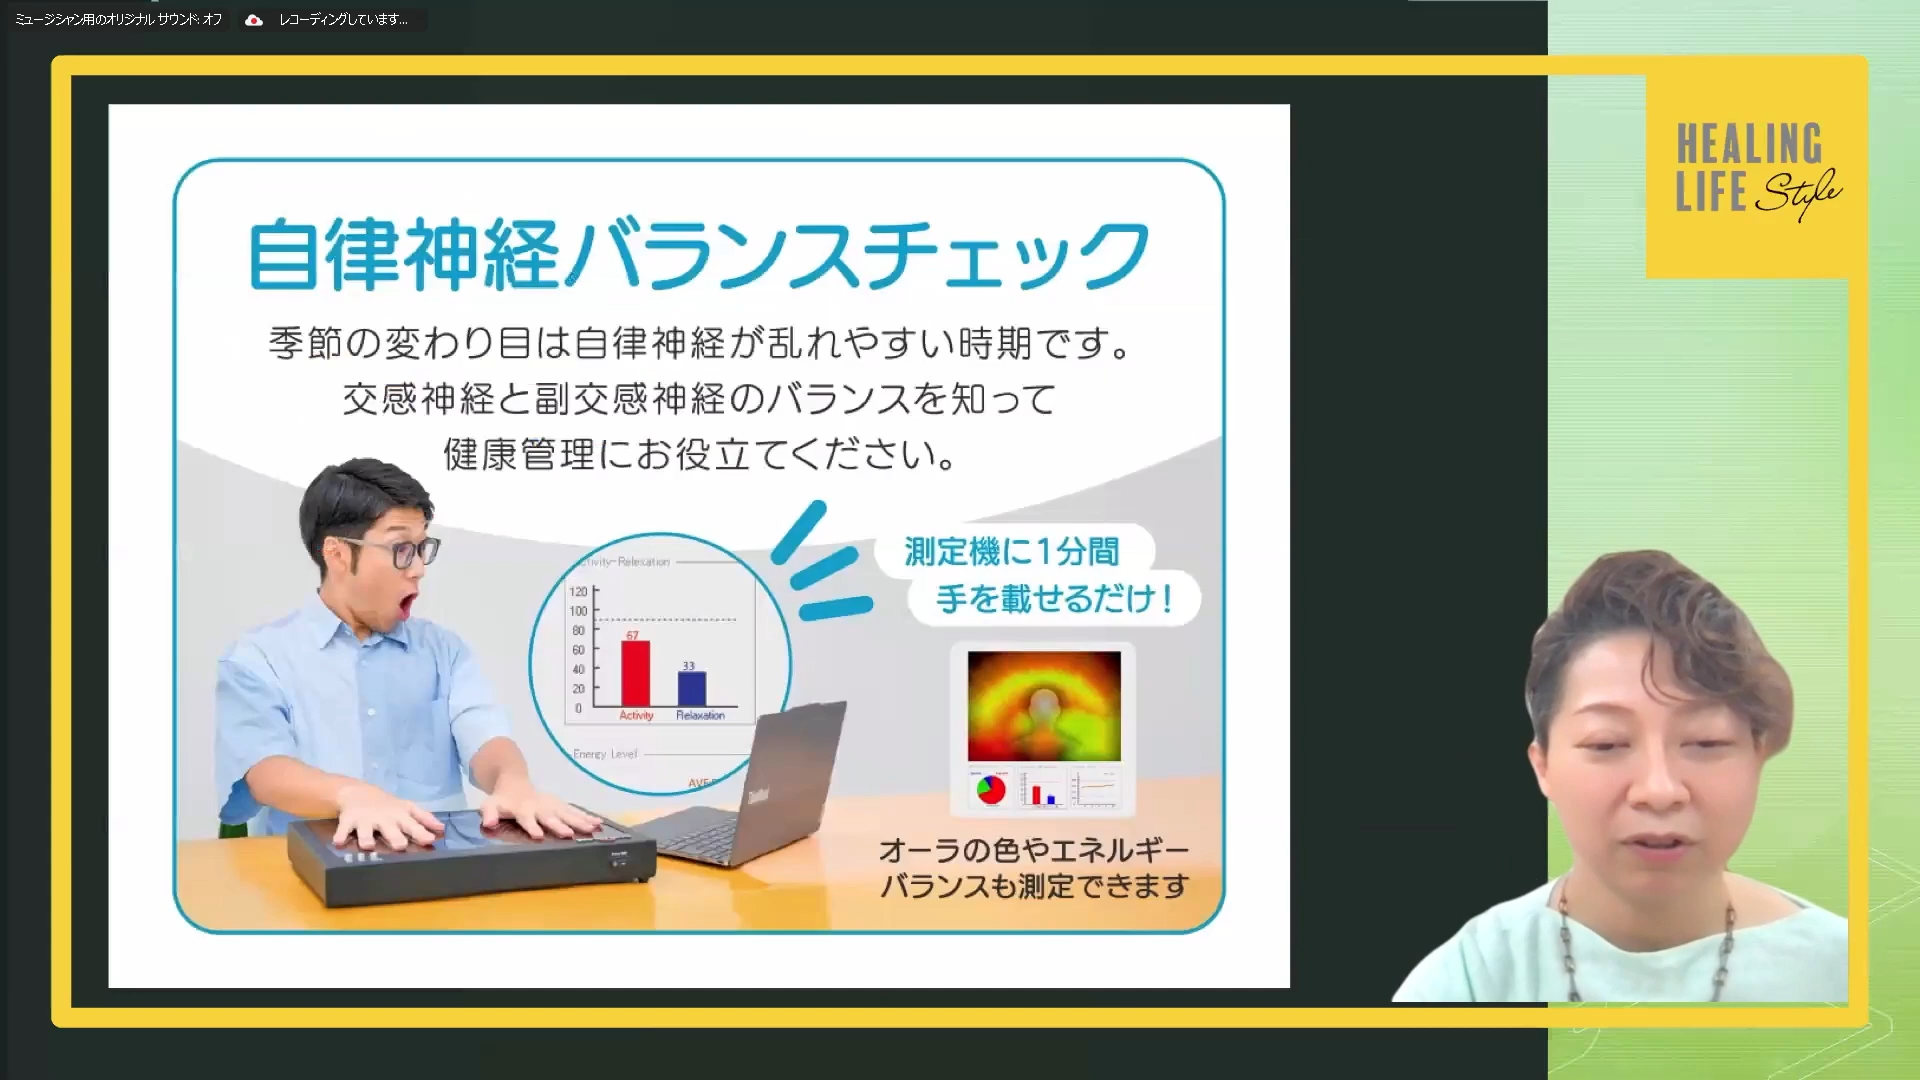 ミュージシャン用のオリジナル サウンド: オフ
レコーディングしています...
HEALING
LIFE Style
自律神経バランスチェック
季節の変わり目は自律神経が乱れやすい時期です。
交感神経と副交感神経のバランスを知って
健康管理にお役立てください。
測定機に1分間
手を載せるだけ!
ctivity-Relaxation
120
100
80
60
40
20
0
67
33
Activity
Relaxation
Energy Level
オーラの色やエネルギー
バランスも測定できます